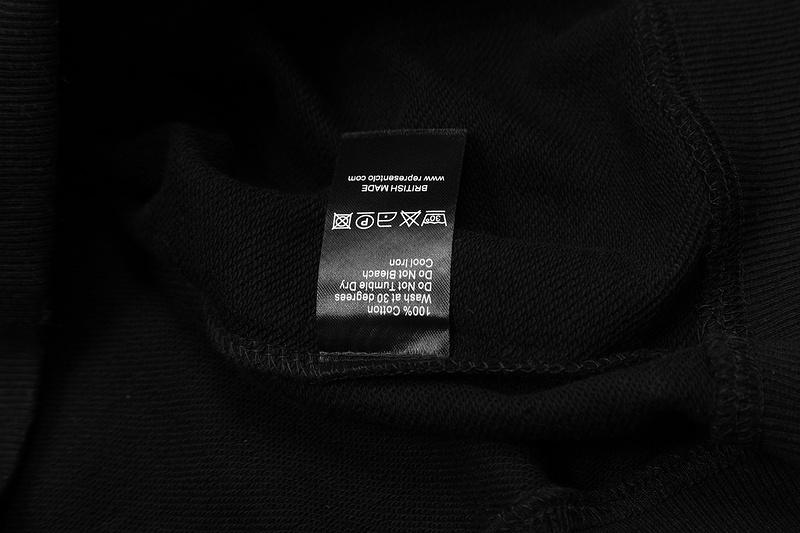 100% Cotton
Wash at 30 degrees
Do Not Tumble Dry
Do Not Bleach
Cool Iron
30°
P
BRITISH MADE
www.representclo.com